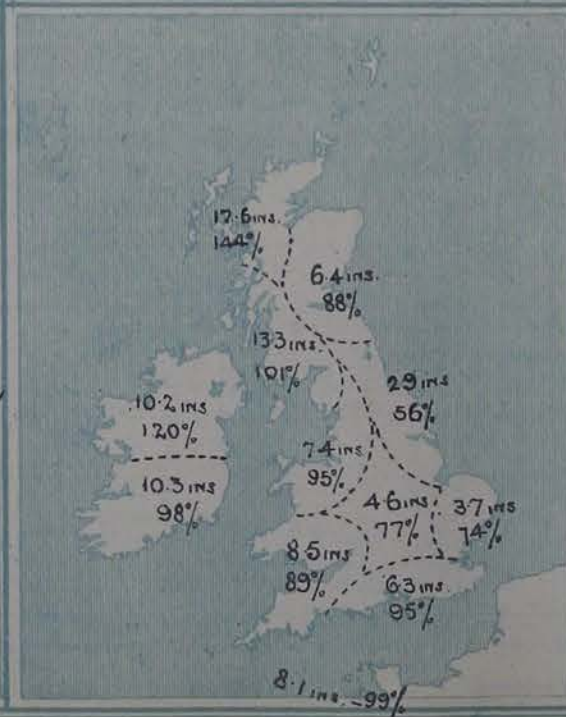 17.6 INS.
144%
6.4 INS.
88%
13.3 INS.
101%
2.9 INS
56%
10.2 INS
120%
7.4 INS
95%
10.3 INS
98%
4.6 INS
77%
3.7 INS
74%
8.5 INS
89%
6.3 INS.
95%
8.1 INS. - 99%